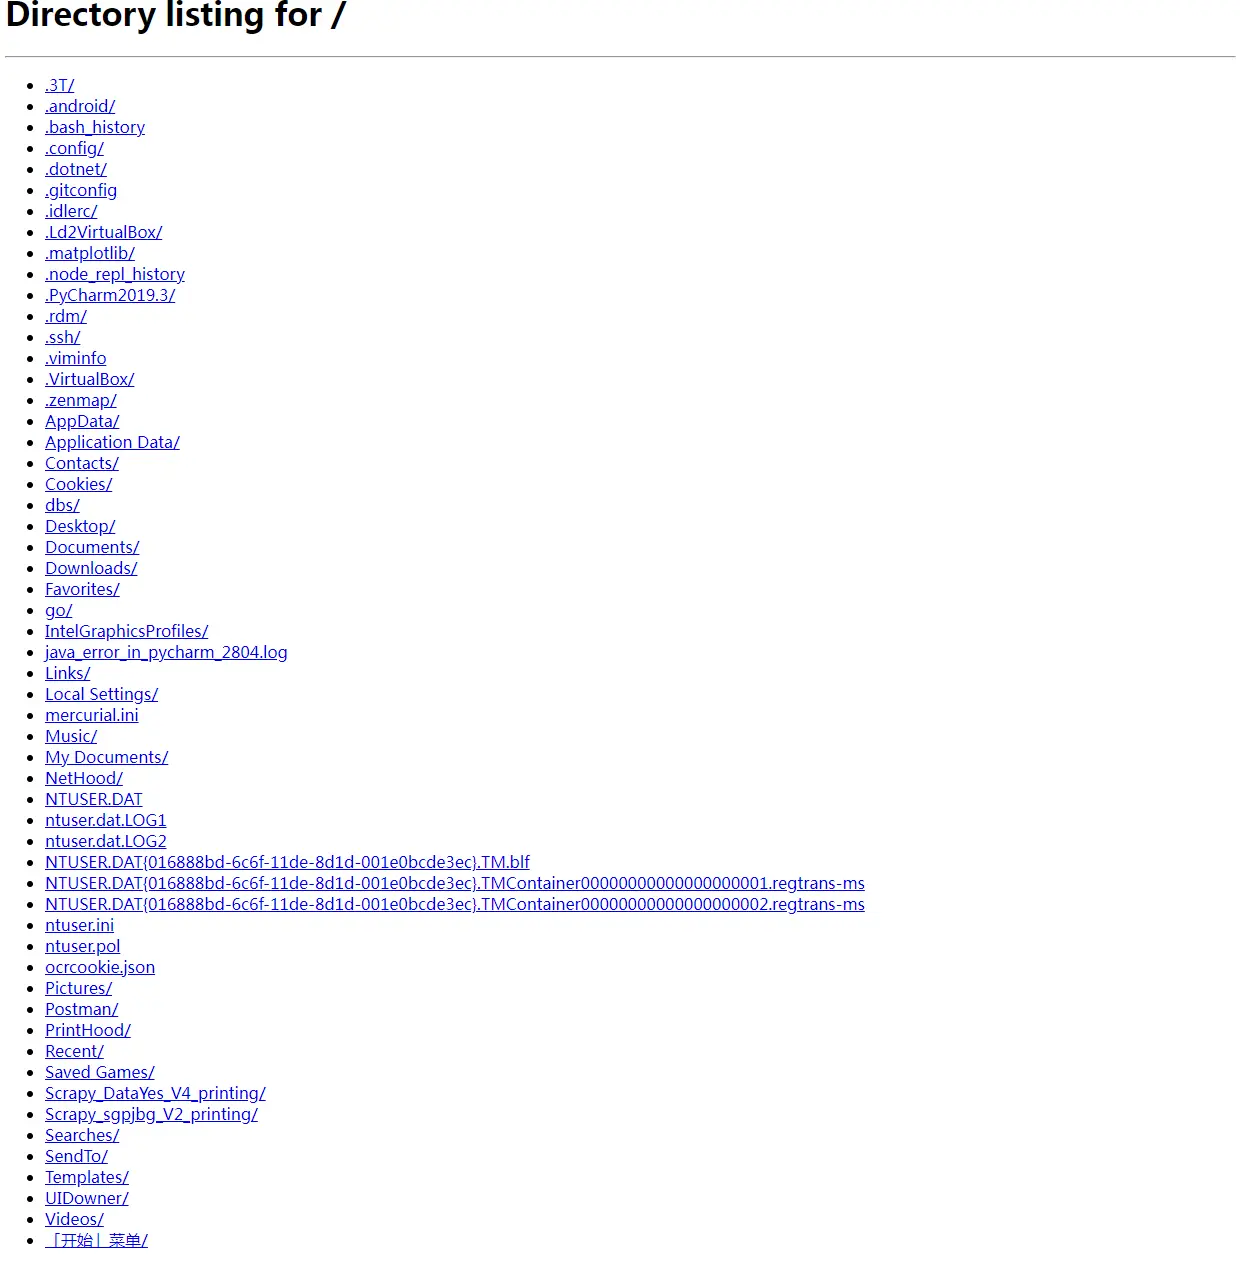 Directory listing for /
.3T/
.android/
.bash_history
.config/
.dotnet/
.gitconfig
.idlerc/
.Ld2VirtualBox/
.matplotlib/
.node_repl_history
.PyCharm2019.3/
.rdm/
.ssh/
.viminfo
.VirtualBox/
.zenmap/
AppData/
Application Data/
Contacts/
Cookies/
dbs/
Desktop/
Documents/
Downloads/
Favorites/
go/
IntelGraphicsProfiles/
java_error_in_pycharm_2804.log
Links/
Local Settings/
mercurial.ini
Music/
My Documents/
NetHood/
NTUSER.DAT
ntuser.dat.LOG1
ntuser.dat.LOG2
NTUSER.DAT{016888bd-6c6f-11de-8d1d-001e0bcde3ec}.TM.blf
NTUSER.DAT{016888bd-6c6f-11de-8d1d-001e0bcde3ec}.TMContainer00000000000000000001.regtrans-ms
NTUSER.DAT{016888bd-6c6f-11de-8d1d-001e0bcde3ec}.TMContainer00000000000000000002.regtrans-ms
ntuser.ini
ntuser.pol
ocrcookie.json
Pictures/
Postman/
PrintHood/
Recent/
Saved Games/
Scrapy_DataYes_V4_printing/
Scrapy_sgpjbg_V2_printing/
Searches/
SendTo/
Templates/
UIDowner/
Videos/
「开始」菜单/